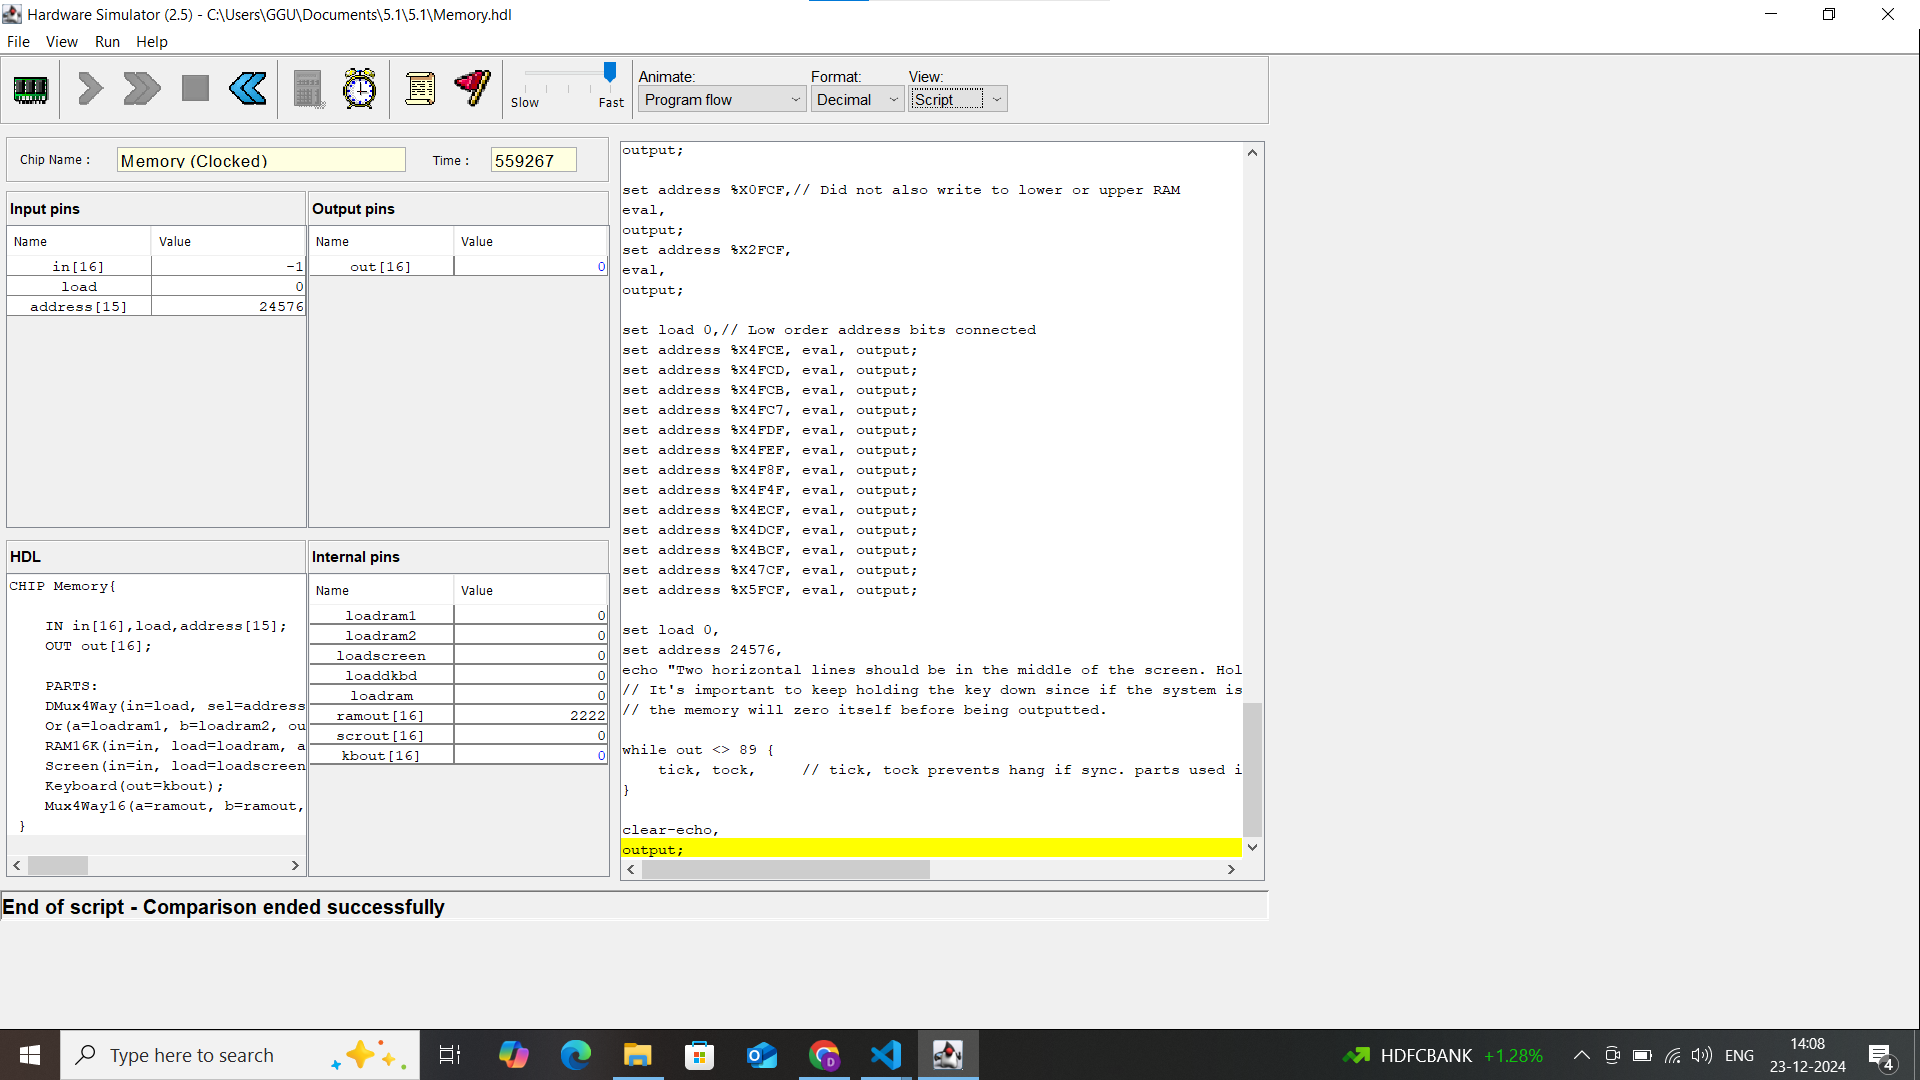 Hardware Simulator (2.5) - C:\Users\GGU\Documents\5.1\5.1\Memory.hdl
File View Run Help
Slow Fast
Animate: Format: View:
Program flow Decimal Script
Chip Name : Memory (Clocked) Time : 559267
Input pins
Name Value
in[16] -1
load 0
address[15] 24576
Output pins
Name Value
out[16] 0
HDL
CHIP Memory{
IN in[16],load,address[15];
OUT out[16];
PARTS:
DMux4Way(in=load, sel=address
Or(a=loadram1, b=loadram2, ou
RAM16K(in=in, load=loadram, a
Screen(in=in, load=loadscreen
Keyboard(out=kbout);
Mux4Way16(a=ramout, b=ramout,
}
Internal pins
Name Value
loadram1 0
loadram2 0
loadscreen 0
loaddkbd 0
loadram 0
ramout[16] 2222
scrout[16] 0
kbout[16] 0
output;
set address %X0FCF,// Did not also write to lower or upper RAM
eval,
output;
set address %X2FCF,
eval,
output;
set load 0,// Low order address bits connected
set address %X4FCE, eval, output;
set address %X4FCD, eval, output;
set address %X4FCB, eval, output;
set address %X4FC7, eval, output;
set address %X4FDF, eval, output;
set address %X4FEF, eval, output;
set address %X4F8F, eval, output;
set address %X4F4F, eval, output;
set address %X4ECF, eval, output;
set address %X4DCF, eval, output;
set address %X4BCF, eval, output;
set address %X47CF, eval, output;
set address %X5FCF, eval, output;
set load 0,
set address 24576,
echo "Two horizontal lines should be in the middle of the screen. Hol
// It's important to keep holding the key down since if the system is
// the memory will zero itself before being outputted.
while out <> 89 {
tick, tock, // tick, tock prevents hang if sync. parts used i
}
clear-echo,
output;
End of script - Comparison ended successfully
Type here to search
HDFCBANK +1.28%
ENG
14:08
23-12-2024
4